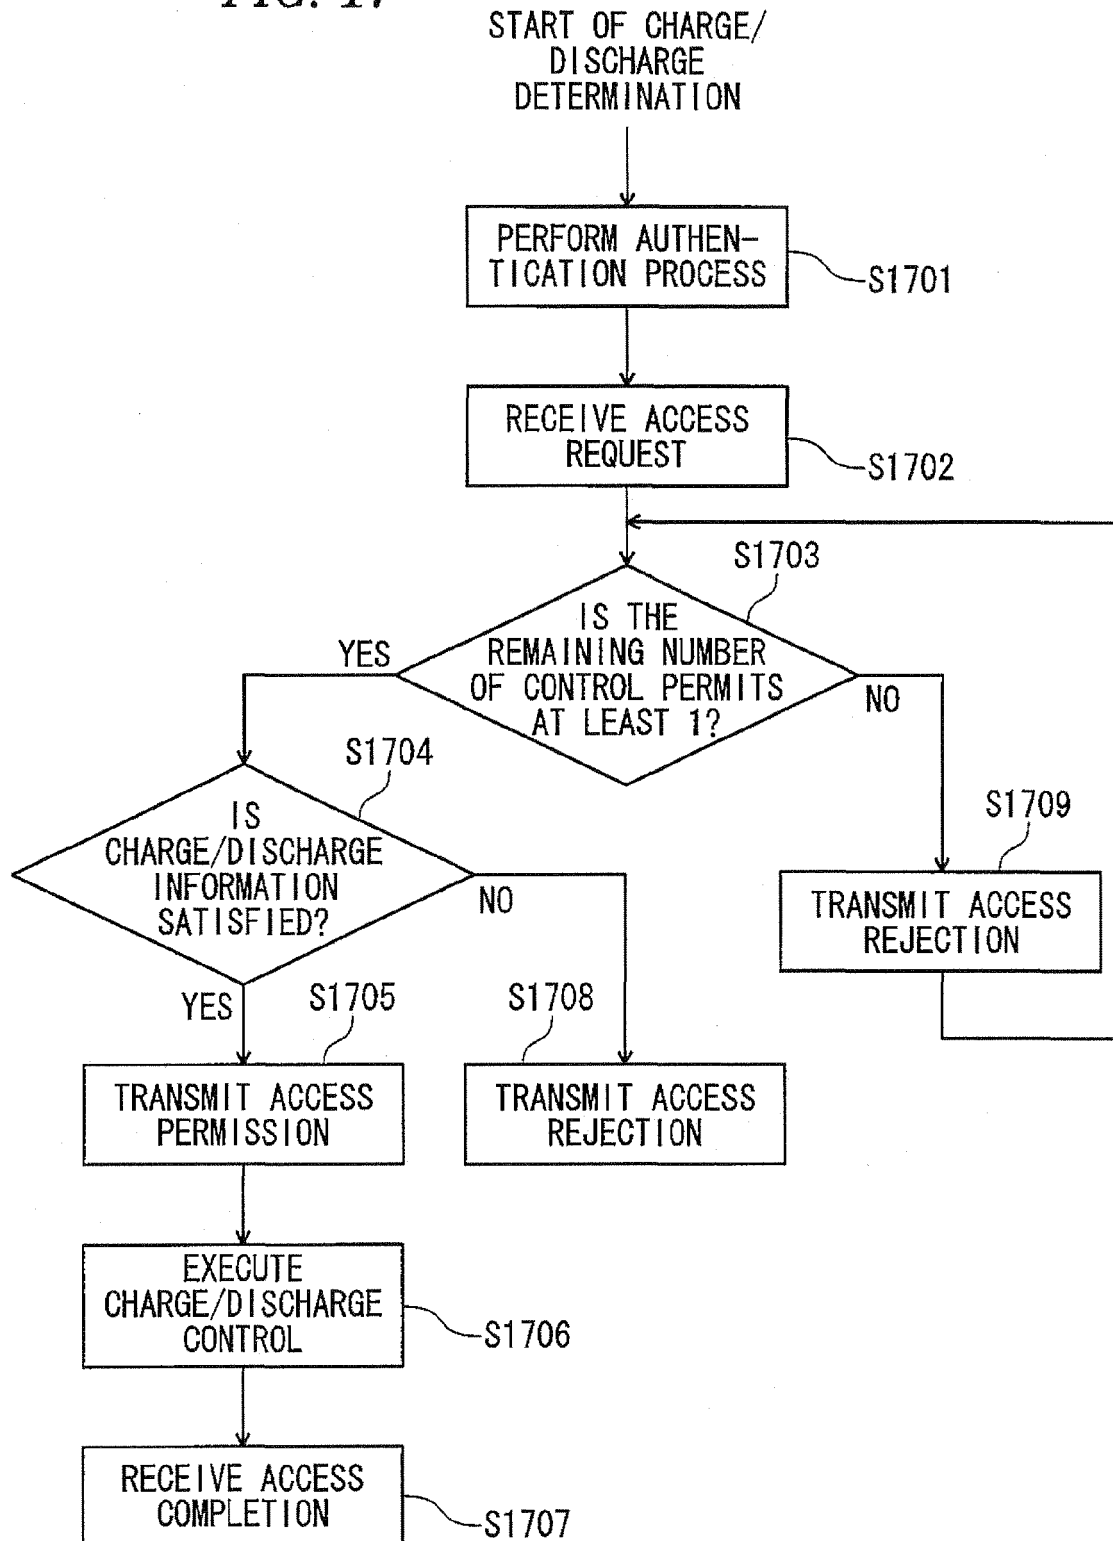 FIG. 17
START OF CHARGE/
DISCHARGE
DETERMINATION
PERFORM AUTHEN-
TICATION PROCESS
S1701
RECEIVE ACCESS
REQUEST
S1702
S1703
IS THE
REMAINING NUMBER
OF CONTROL PERMITS
AT LEAST 1?
YES
NO
S1704
IS
CHARGE/DISCHARGE
INFORMATION
SATISFIED?
NO
YES
S1709
TRANSMIT ACCESS
REJECTION
S1705
TRANSMIT ACCESS
PERMISSION
S1708
TRANSMIT ACCESS
REJECTION
EXECUTE
CHARGE/DISCHARGE
CONTROL
S1706
RECEIVE ACCESS
COMPLETION
S1707